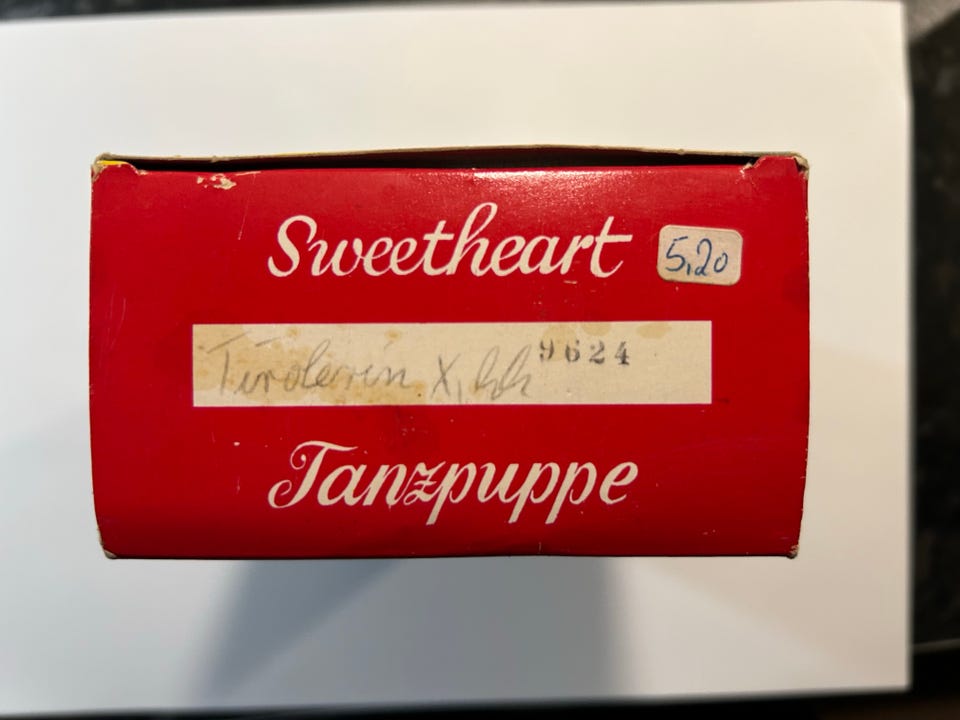 Sweetheart
5,20
Tirolerin X, 9624
Tanzpuppe